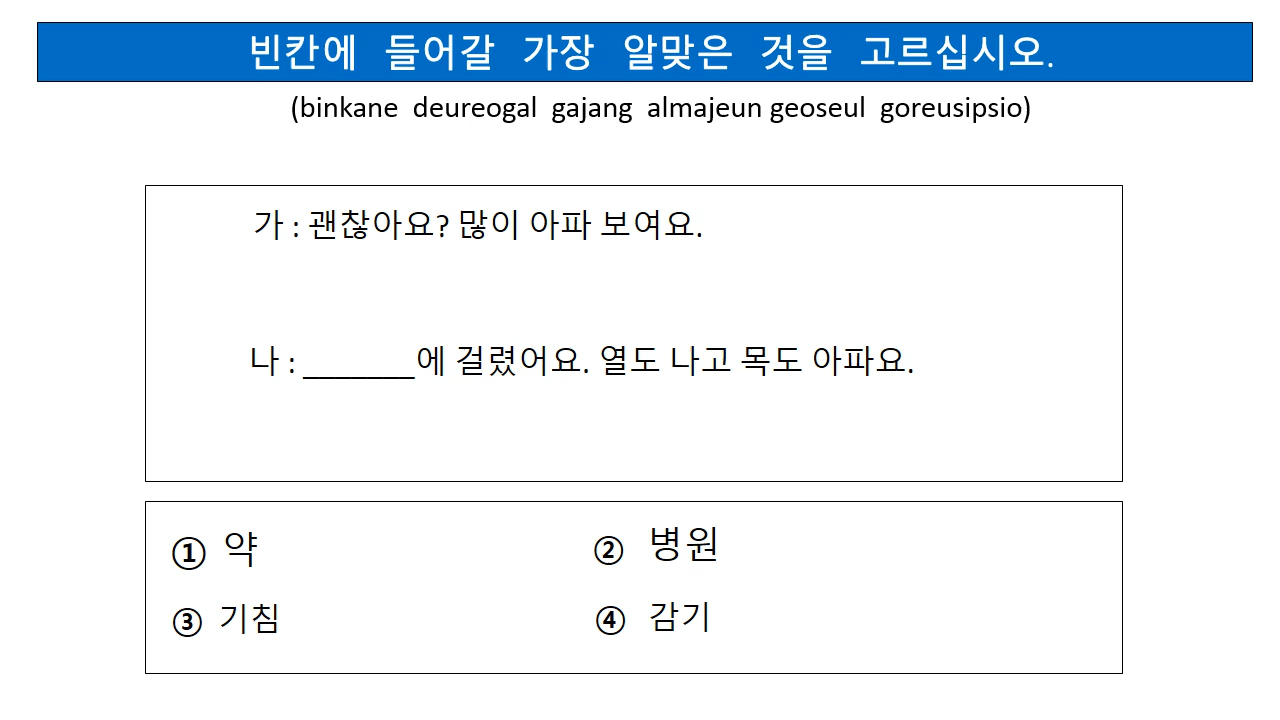 빈칸에 들어갈 가장 알맞은 것을 고르십시오.
(binkane deureogal gajang almajeun geoseul goreusipsio)
가 : 괜찮아요? 많이 아파 보여요.
나 : _______에 걸렸어요. 열도 나고 목도 아파요.
① 약 ② 병원
③ 기침 ④ 감기